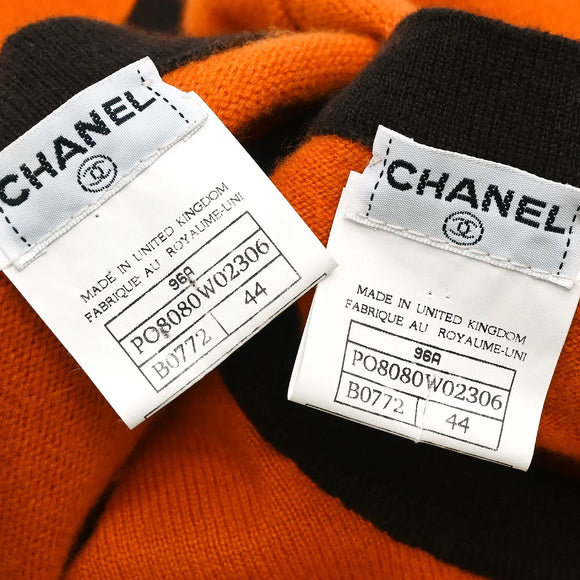 CHANEL
MADE IN UNITED KINGDOM
FABRIQUE AU ROYAUME-UNI
96A
PO8080W02306
B0772 44
CHANEL
MADE IN UNITED KINGDOM
FABRIQUE AU ROYAUME-UNI
96A
PO8080W02306
B0772 44